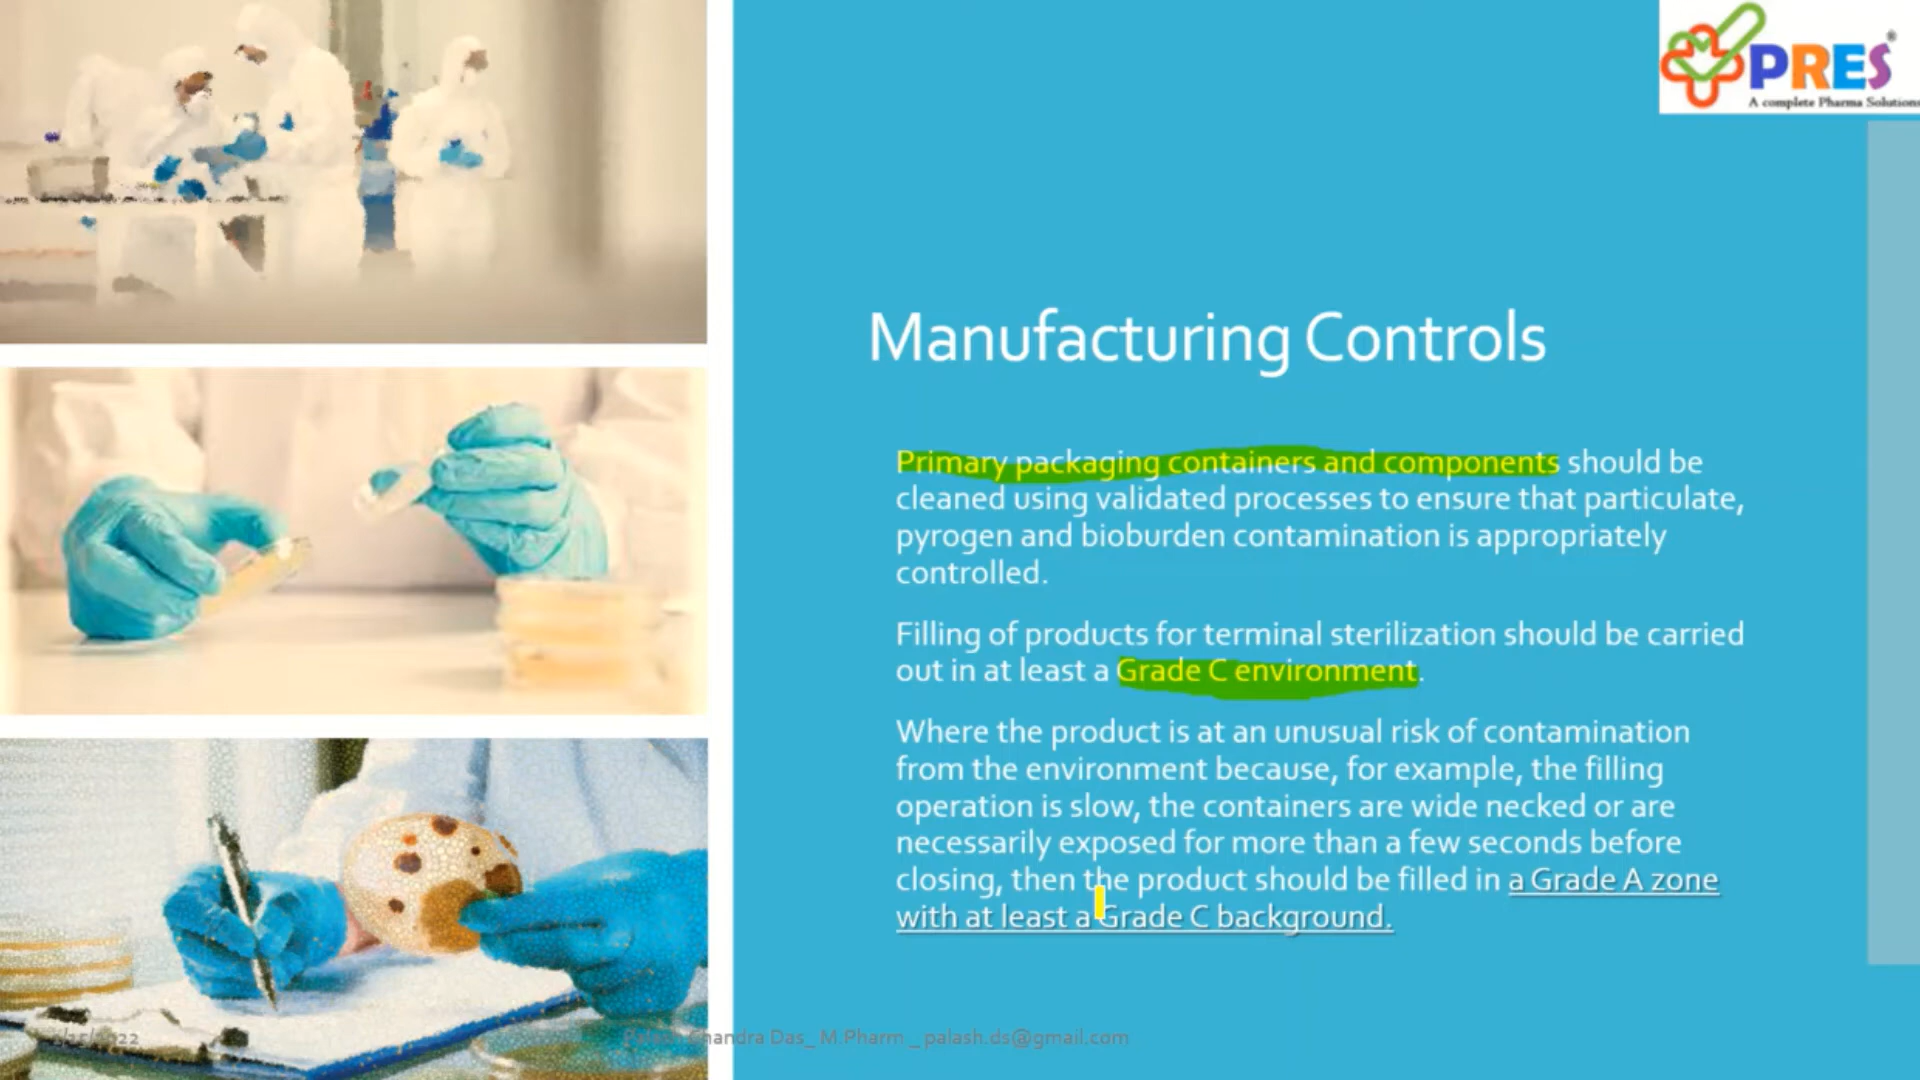 PRES®
A complete Pharma Solutions
Manufacturing Controls
Primary packaging containers and components should be
cleaned using validated processes to ensure that particulate,
pyrogen and bioburden contamination is appropriately
controlled.
Filling of products for terminal sterilization should be carried
out in at least a Grade C environment.
Where the product is at an unusual risk of contamination
from the environment because, for example, the filling
operation is slow, the containers are wide necked or are
necessarily exposed for more than a few seconds before
closing, then the product should be filled in a Grade A zone
with at least a Grade C background.
Chandra Das_ M.Pharm _ palash.ds@gmail.com